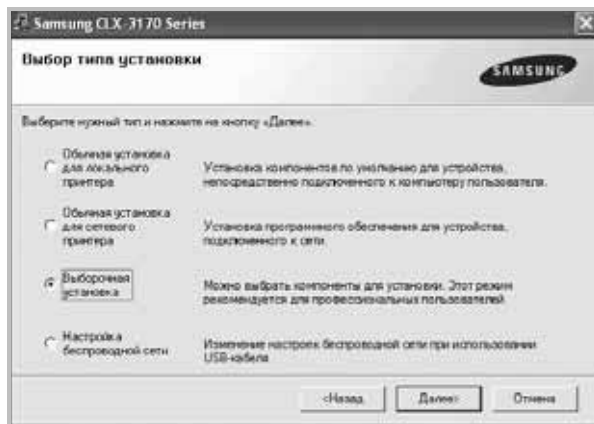 Samsung CLX-3170 Series
Выбор типа установки
SAMSUNG
Выберите нужный тип и нажмите на кнопку «Далее».
Обычная установка
для локального
принтера
Установка компонентов по умолчанию для устройства,
непосредственно подключенного к компьютеру пользователя.
Обычная установка
для сетевого
принтера
Установка программного обеспечения для устройства,
подключенного к сети.
Выборочная
установка
Можно выбрать компоненты для установки. Этот режим
рекомендуется для профессиональных пользователей
Настройка
беспроводной сети
Изменение настроек беспроводной сети при использовании
USB-кабеля
<Назад
Далее>
Отмена